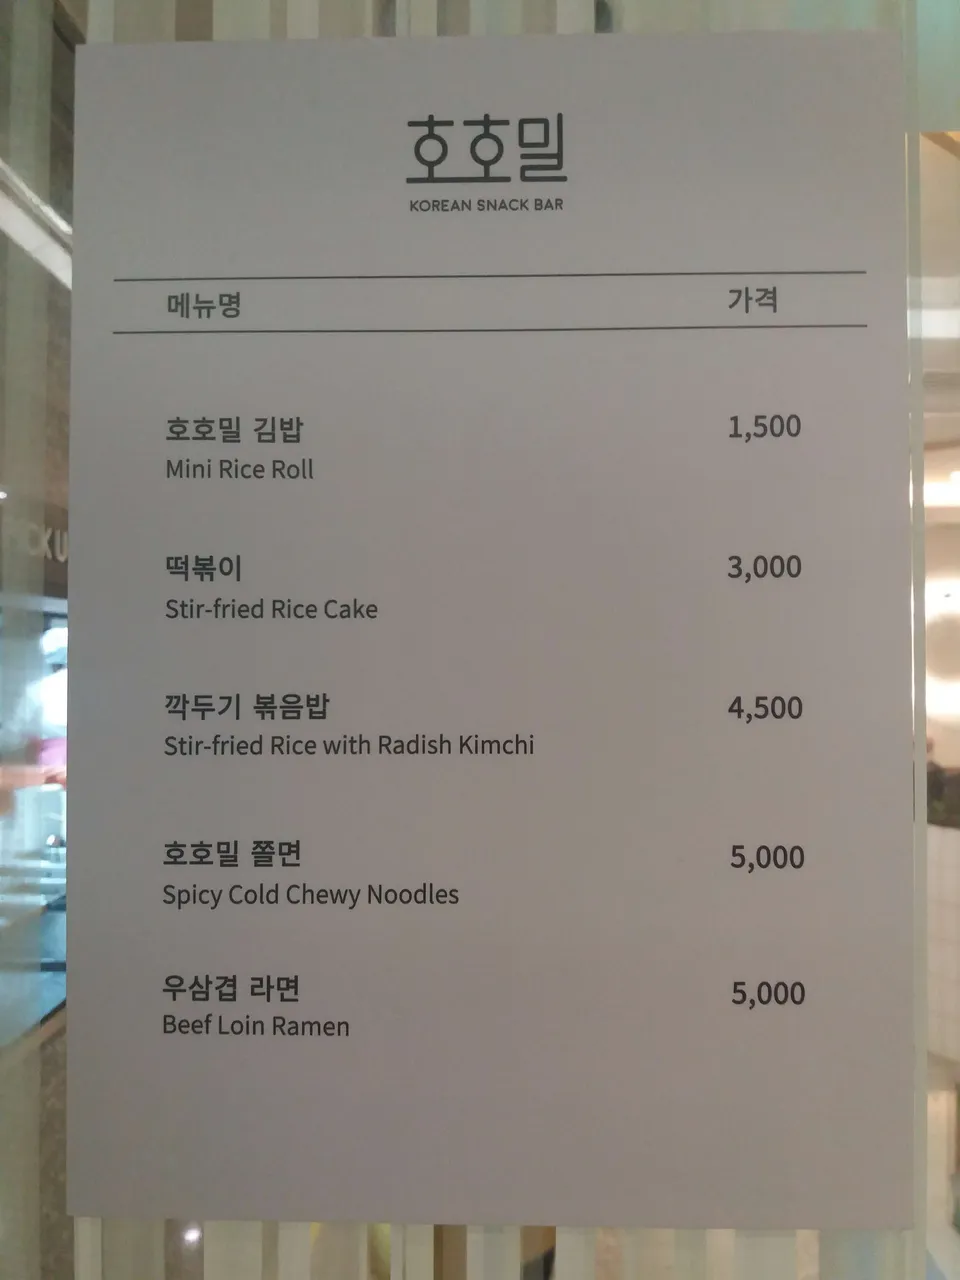 호호밀
KOREAN SNACK BAR
메뉴명 가격
호호밀 김밥 1,500
Mini Rice Roll
떡볶이 3,000
Stir-fried Rice Cake
깍두기 볶음밥 4,500
Stir-fried Rice with Radish Kimchi
호호밀 쫄면 5,000
Spicy Cold Chewy Noodles
우삼겹 라면 5,000
Beef Loin Ramen